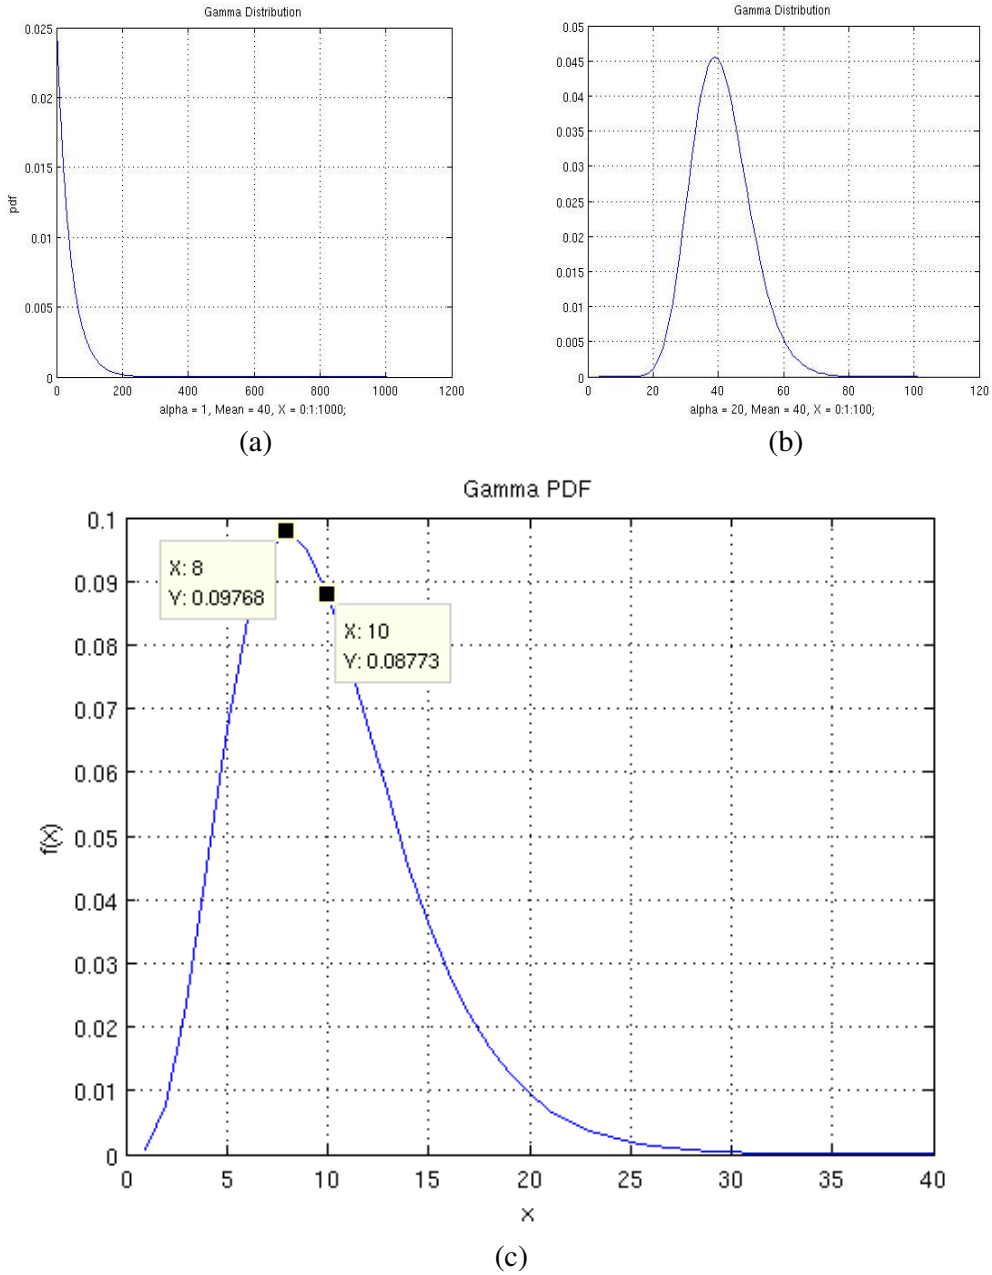 Gamma Distribution
0.025
0.02
0.015
0.01
0.005
0
pdf
0 200 400 600 800 1000 1200
alpha = 1, Mean = 40, X = 0:1:1000;
(a)
Gamma Distribution
0.05
0.045
0.04
0.035
0.03
0.025
0.02
0.015
0.01
0.005
0
0 20 40 60 80 100 120
alpha = 20, Mean = 40, X = 0:1:100;
(b)
Gamma PDF
0.1
0.09
0.08
0.07
0.06
0.05
0.04
0.03
0.02
0.01
0
f(x)
X: 8
Y: 0.09768
X: 10
Y: 0.08773
0 5 10 15 20 25 30 35 40
x
(c)